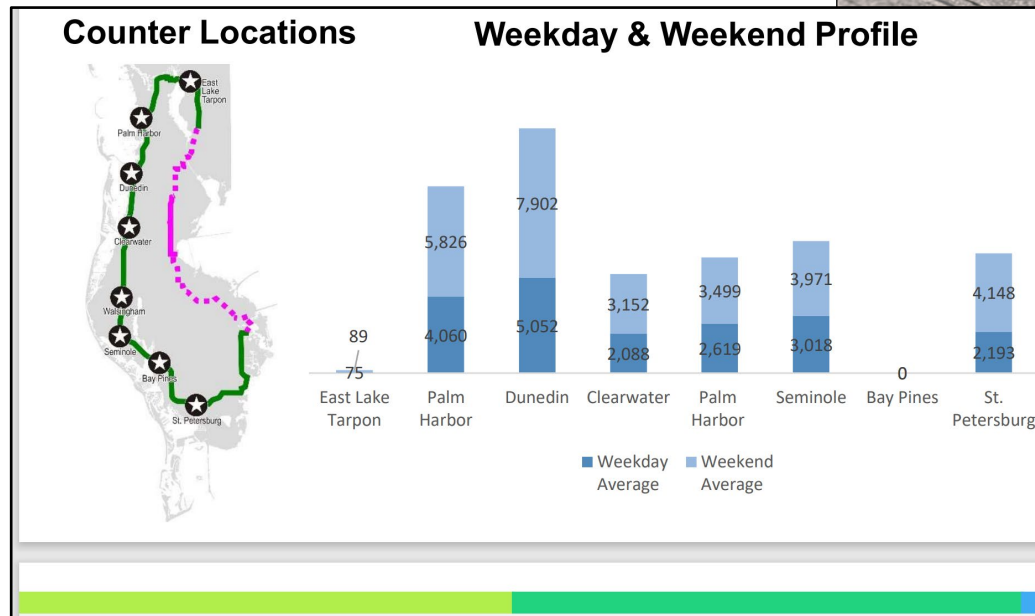 Counter Locations
Weekday & Weekend Profile
East
Lake
Tarpon
Palm Harbor
Dunedin
Clearwater
Walsingham
Seminole
Bay Pines
St. Petersburg
7,902
5,826
3,152
3,499
3,971
4,148
89
75
4,060
5,052
2,088
2,619
3,018
0
2,193
East Lake
Tarpon
Palm
Harbor
Dunedin
Clearwater
Palm
Harbor
Seminole
Bay Pines
St.
Petersburg
Weekday
Average
Weekend
Average